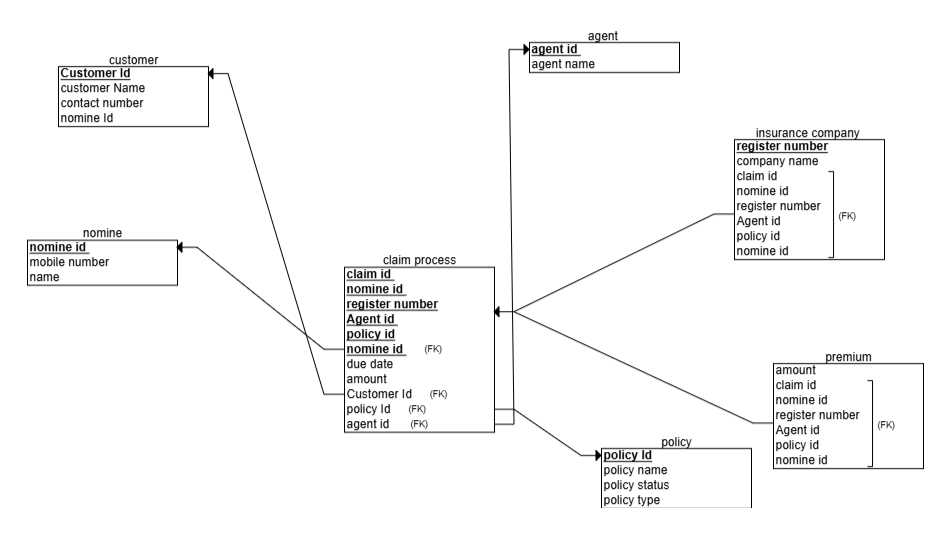 customer
Customer Id
customer Name
contact number
nomine Id
agent
agent id
agent name
insurance company
register number
company name
claim id
nomine id
register number
Agent id
policy id
nomine id
(FK)
nomine
nomine id
mobile number
name
claim process
claim id
nomine id
register number
Agent id
policy id
nomine id (FK)
due date
amount
Customer Id (FK)
policy Id (FK)
agent id (FK)
premium
amount
claim id
nomine id
register number
Agent id
policy id
nomine id
(FK)
policy
policy Id
policy name
policy status
policy type